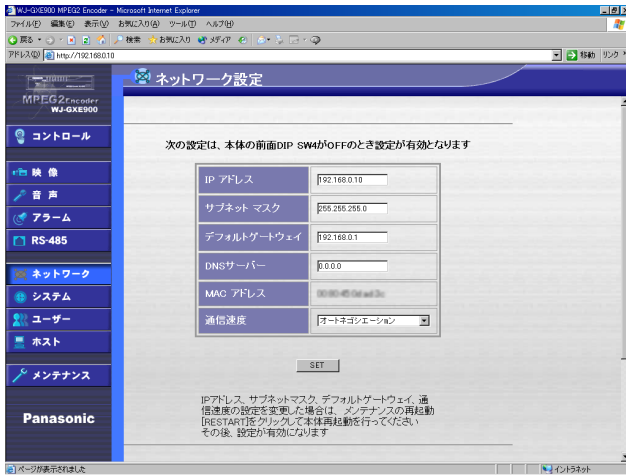 WJ-GXE900 MPEG2 Encoder - Microsoft Internet Explorer
ファイル(F) 編集(E) 表示(V) お気に入り(A) ツール(T) ヘルプ(H)
戻る 検索 お気に入り メディア
アドレス(D) http://192.168.0.10 移動 リンク
MPEG2Encoder
WJ-GXE900
ネットワーク設定
コントロール
映 像
音 声
アラーム
RS-485
ネットワーク
システム
ユーザー
ホスト
メンテナンス
Panasonic
次の設定は、本体の前面DIP SW4がOFFのとき設定が有効となります
IP アドレス 192.168.0.10
サブネット マスク 255.255.255.0
デフォルトゲートウェイ 192.168.0.1
DNSサーバー 0.0.0.0
MAC アドレス
通信速度 オートネゴシエーション
SET
IPアドレス、サブネットマスク、デフォルトゲートウェイ、通
信速度の設定を変更した場合は、メンテナンスの再起動
[RESTART]をクリックして本体再起動を行ってください
その後、設定が有効になります
ページが表示されました イントラネット